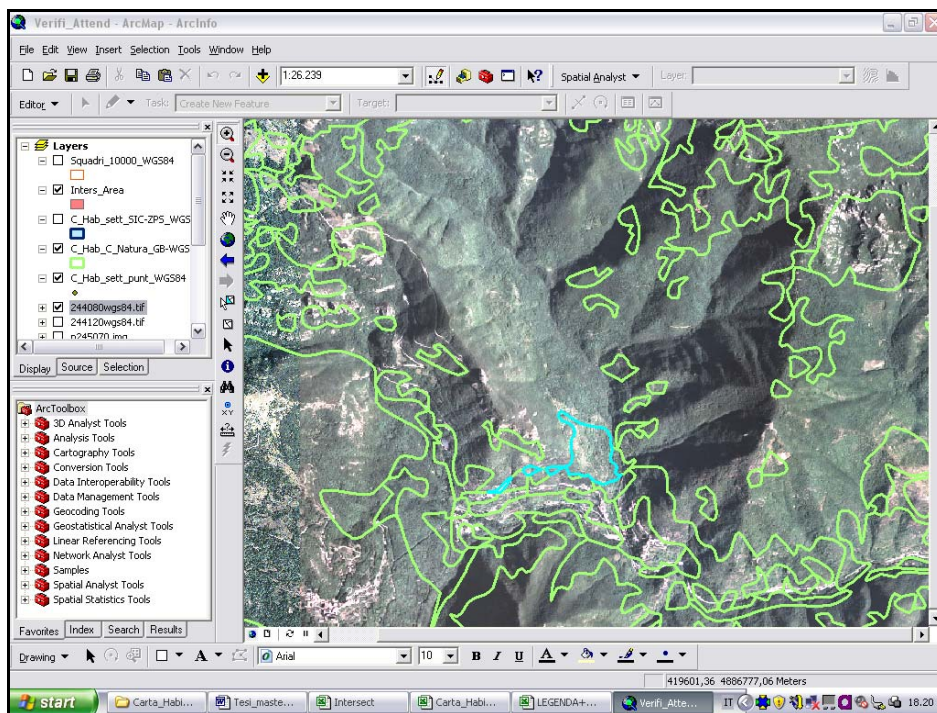 Verifi_Attend - ArcMap - ArcInfo
File Edit View Insert Selection Tools Window Help
1:26.239 Spatial Analyst Layer:
Editor Task: Create New Feature Target:
Layers
Squadri_10000_WGS84
Inters_Area
C_Hab_sett_SIC-ZPS_WGS
C_Hab_C_Natura_GB-WGS
C_Hab_sett_punt_WGS84
244080wgs84.tif
244120wgs84.tif
p245070.img
Display Source Selection
ArcToolbox
3D Analyst Tools
Analysis Tools
Cartography Tools
Conversion Tools
Data Interoperability Tools
Data Management Tools
Geocoding Tools
Geostatistical Analyst Tools
Linear Referencing Tools
Network Analyst Tools
Samples
Spatial Analyst Tools
Spatial Statistics Tools
Favorites Index Search Results
XY
Drawing A Arial 10 B I U A
419601,36 4886777,06 Meters
start Carta_Habi... Tesi_maste... Intersect Carta_Habi... LEGENDA+... Verifi_Atte... IT 18.20